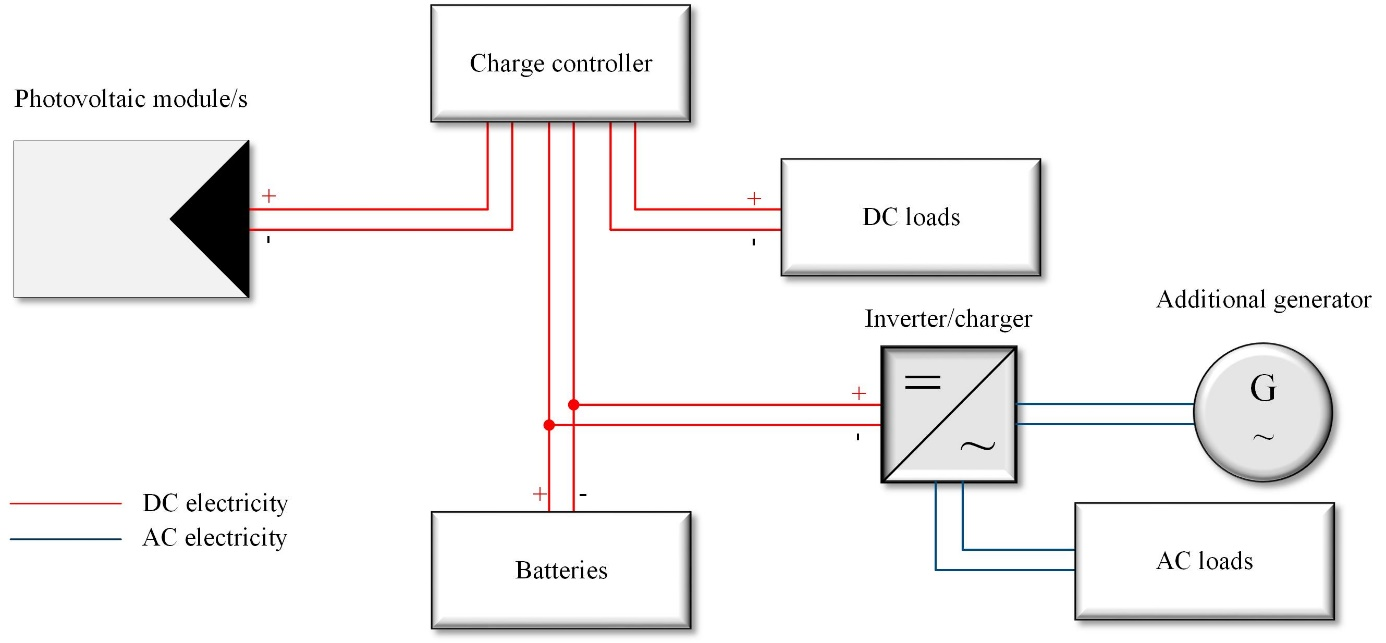 Charge controller
Photovoltaic module/s
+
-
+
-
DC loads
Additional generator
Inverter/charger
+
-
=
~
G
~
+ -
DC electricity
AC electricity
Batteries
AC loads